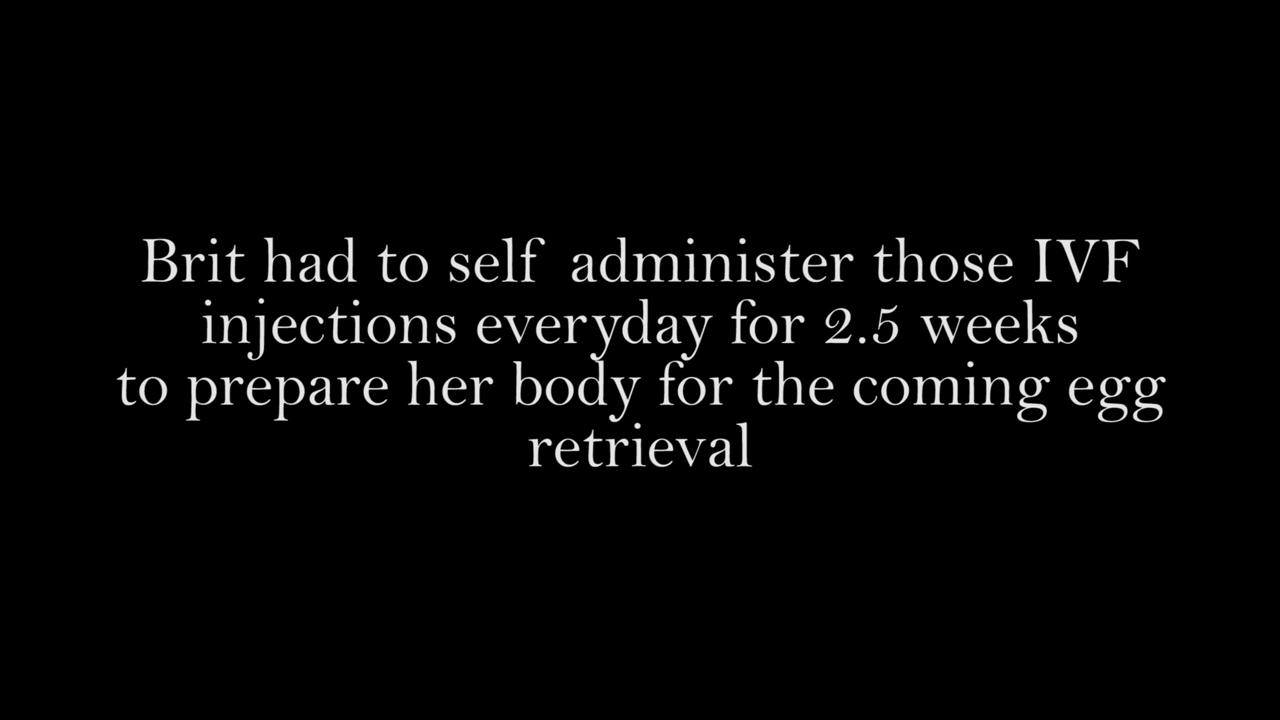 Brit had to self  administer those IVF
injections everyday for 2.5 weeks
to prepare her body for the coming egg
retrieval